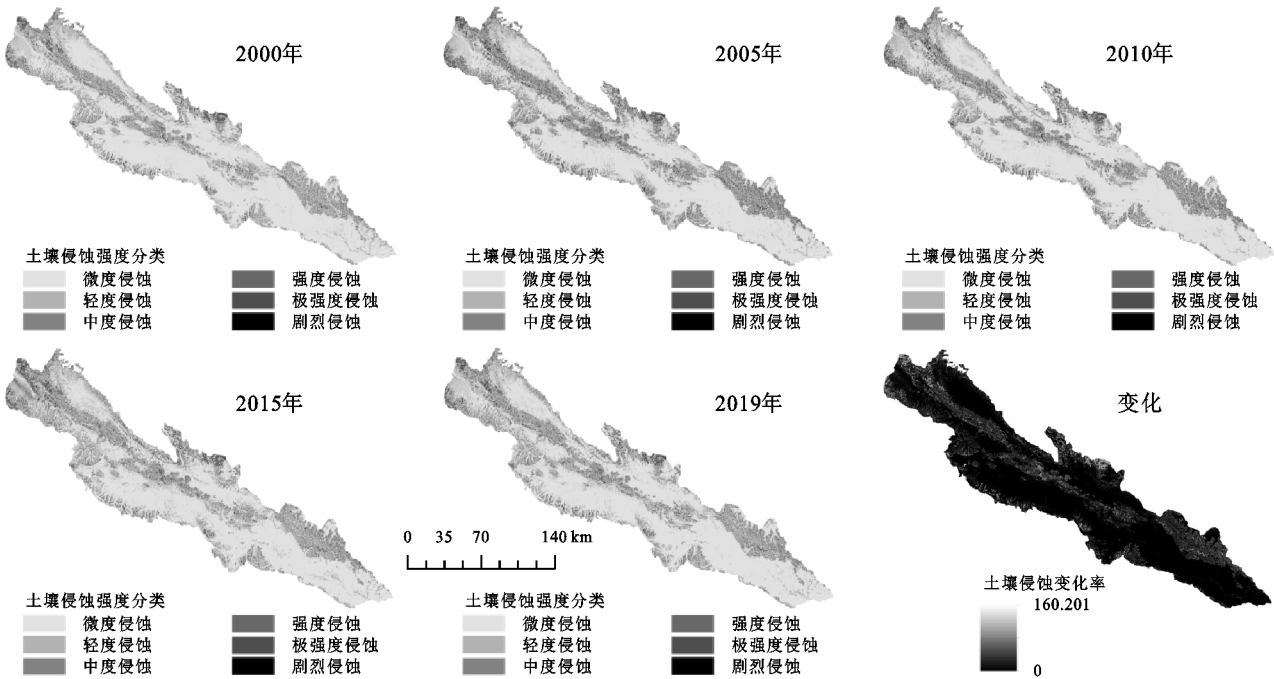 2000年
土壤侵蚀强度分类
微度侵蚀
强度侵蚀
轻度侵蚀
极强度侵蚀
中度侵蚀
剧烈侵蚀
2005年
土壤侵蚀强度分类
微度侵蚀
强度侵蚀
轻度侵蚀
极强度侵蚀
中度侵蚀
剧烈侵蚀
2010年
土壤侵蚀强度分类
微度侵蚀
强度侵蚀
轻度侵蚀
极强度侵蚀
中度侵蚀
剧烈侵蚀
2015年
土壤侵蚀强度分类
微度侵蚀
强度侵蚀
轻度侵蚀
极强度侵蚀
中度侵蚀
剧烈侵蚀
2019年
0 35 70 140 km
土壤侵蚀强度分类
微度侵蚀
强度侵蚀
轻度侵蚀
极强度侵蚀
中度侵蚀
剧烈侵蚀
变化
土壤侵蚀变化率
160.201
0